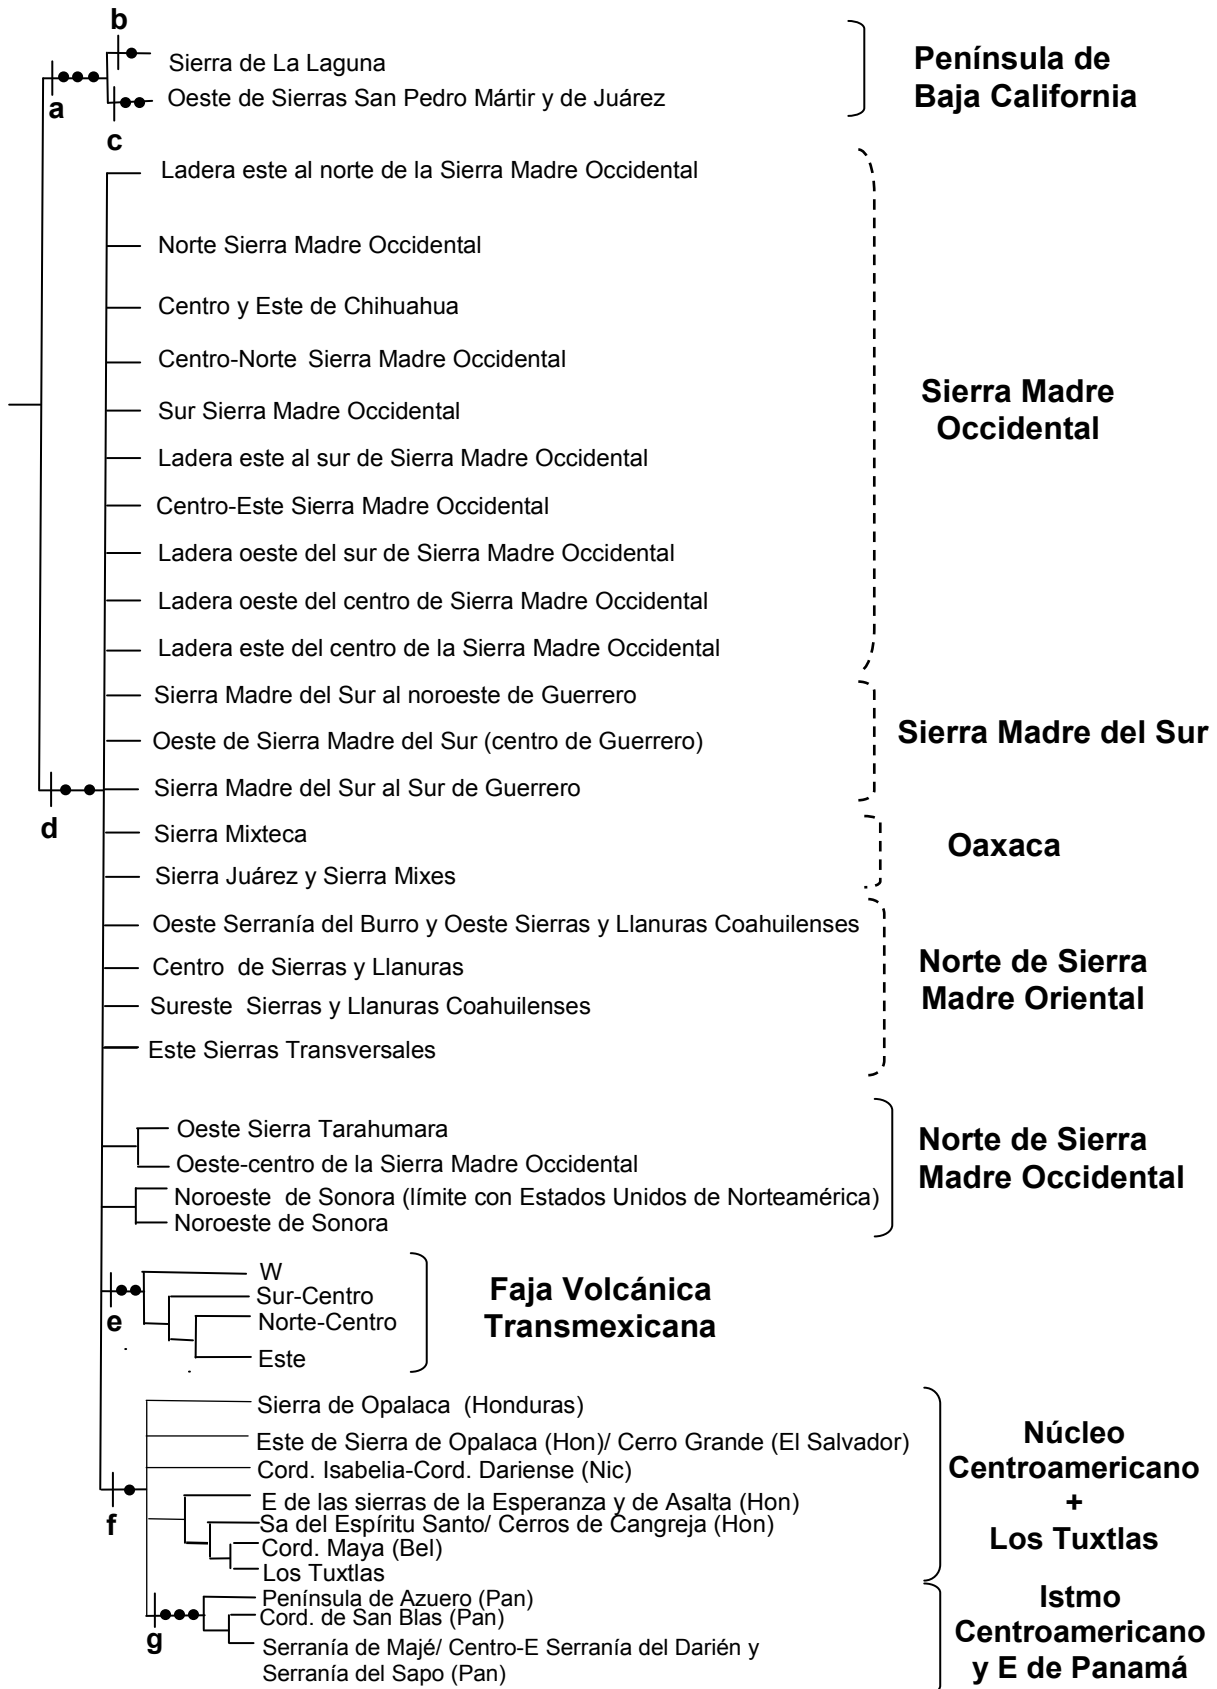 b
Sierra de La Laguna
Oeste de Sierras San Pedro Mártir y de Juárez
a
c
Península de
Baja California
Ladera este al norte de la Sierra Madre Occidental
Norte Sierra Madre Occidental
Centro y Este de Chihuahua
Centro-Norte Sierra Madre Occidental
Sur Sierra Madre Occidental
Ladera este al sur de Sierra Madre Occidental
Centro-Este Sierra Madre Occidental
Ladera oeste del sur de Sierra Madre Occidental
Ladera oeste del centro de Sierra Madre Occidental
Ladera este del centro de la Sierra Madre Occidental
Sierra Madre
Occidental
Sierra Madre del Sur al noroeste de Guerrero
Oeste de Sierra Madre del Sur (centro de Guerrero)
Sierra Madre del Sur al Sur de Guerrero
Sierra Madre del Sur
d
Sierra Mixteca
Sierra Juárez y Sierra Mixes
Oaxaca
Oeste Serranía del Burro y Oeste Sierras y Llanuras Coahuilenses
Centro de Sierras y Llanuras
Sureste Sierras y Llanuras Coahuilenses
Este Sierras Transversales
Norte de Sierra
Madre Oriental
Oeste Sierra Tarahumara
Oeste-centro de la Sierra Madre Occidental
Noroeste de Sonora (límite con Estados Unidos de Norteamérica)
Noroeste de Sonora
Norte de Sierra
Madre Occidental
W
Sur-Centro
Norte-Centro
Este
e
Faja Volcánica
Transmexicana
Sierra de Opalaca (Honduras)
Este de Sierra de Opalaca (Hon)/ Cerro Grande (El Salvador)
Cord. Isabelia-Cord. Dariense (Nic)
E de las sierras de la Esperanza y de Asalta (Hon)
Sa del Espíritu Santo/ Cerros de Cangreja (Hon)
Cord. Maya (Bel)
Los Tuxtlas
f
Núcleo
Centroamericano
+
Los Tuxtlas
Península de Azuero (Pan)
Cord. de San Blas (Pan)
Serranía de Majé/ Centro-E Serranía del Darién y
Serranía del Sapo (Pan)
g
Istmo
Centroamericano
y E de Panamá